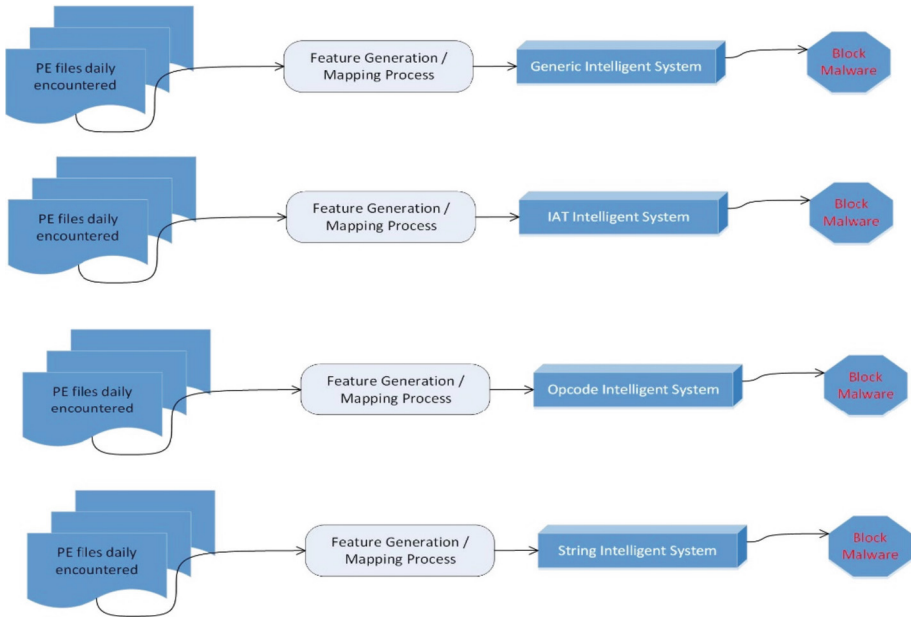 PE files daily
encountered
Feature Generation /
Mapping Process
Generic Intelligent System
Block
Malware
PE files daily
encountered
Feature Generation /
Mapping Process
IAT Intelligent System
Block
Malware
PE files daily
encountered
Feature Generation /
Mapping Process
Opcode Intelligent System
Block
Malware
PE files daily
encountered
Feature Generation /
Mapping Process
String Intelligent System
Block
Malware